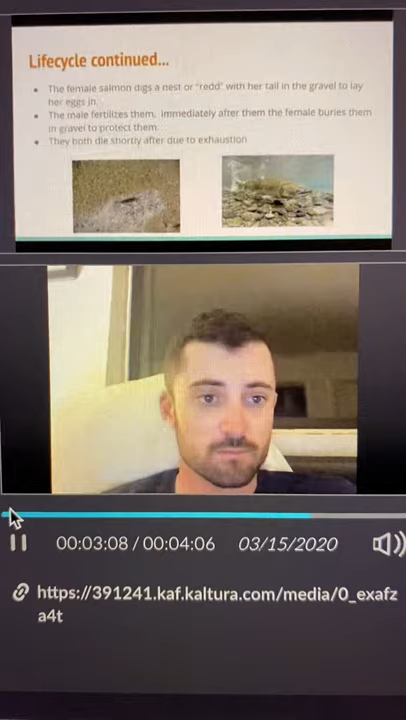 Lifecycle continued...
The female salmon digs a nest or "redd" with her tail in the gravel to lay
her eggs in.
The male fertilizes them, immediately after them the female buries them
in gravel to protect them.
They both die shortly after due to exhaustion
00:03:08 / 00:04:06 03/15/2020
https://391241.kaf.kaltura.com/media/0_exafz
a4t